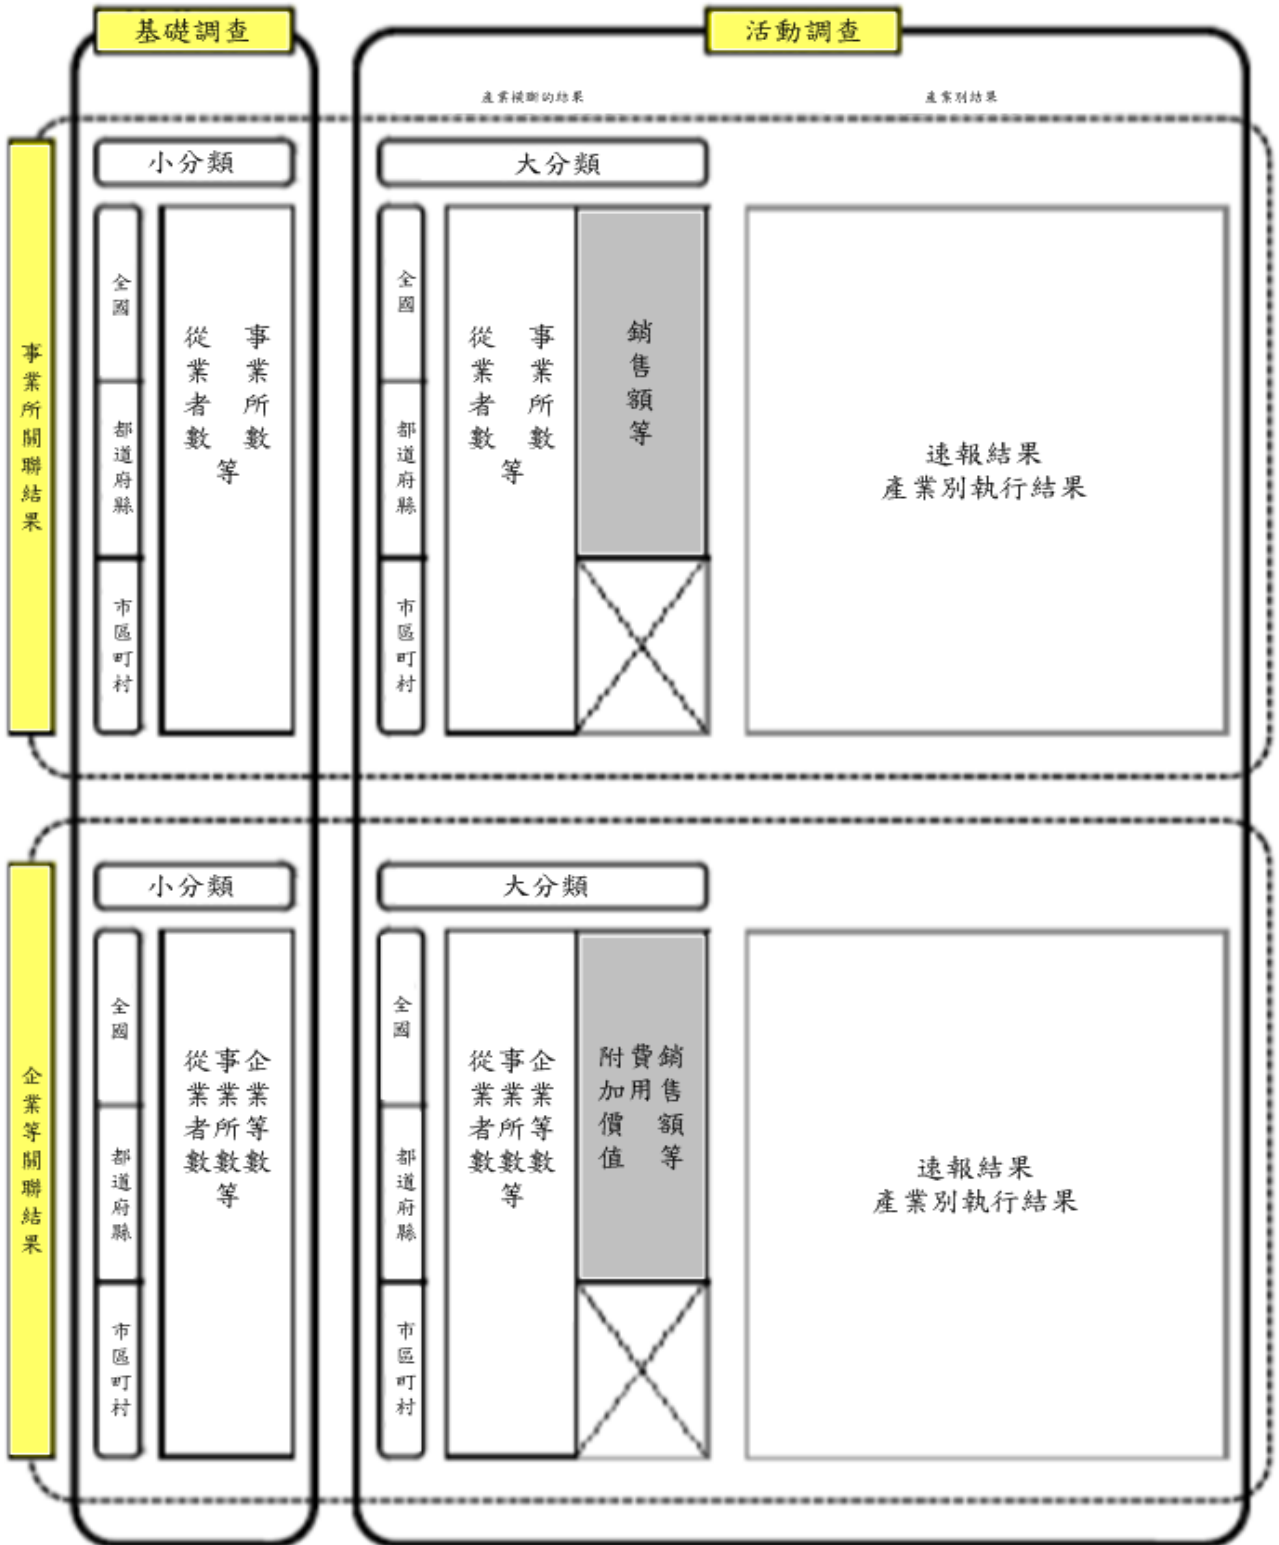 基礎調查
活動調查
產業橫斷的結果
產業別結果
事業所關聯結果
小分類
大分類
全國
都道府縣
市區町村
事業所數
從業者數
等
全國
都道府縣
市區町村
事業所數
從業者數
等
銷售額等
速報結果
產業別執行結果
企業等關聯結果
小分類
大分類
全國
都道府縣
市區町村
企業等數
事業所數
從業者數
等
全國
都道府縣
市區町村
企業等數
事業所數
從業者數
等
銷售額等
費用
附加價值
速報結果
產業別執行結果